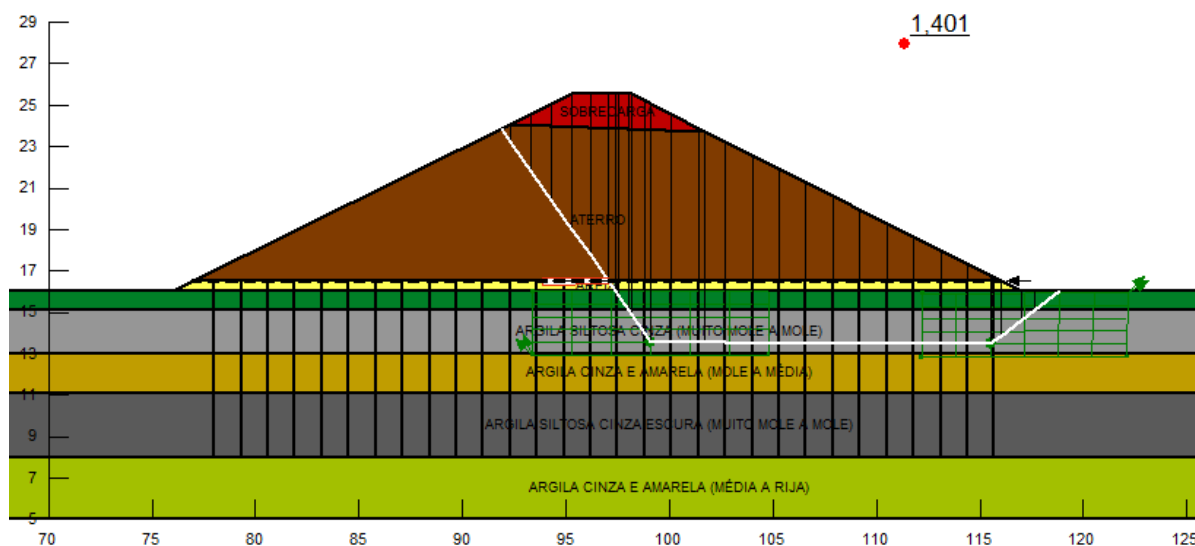 29
27
25
23
21
19
17
15
13
11
9
7
5
1,401
SOBRECARGA
ATERRO
ARGILA SILTOSA CINZA (MUITO MOLE A MOLE)
ARGILA CINZA E AMARELA (MOLE A MÉDIA)
ARGILA SILTOSA CINZA ESCURA (MUITO MOLE A MOLE)
ARGILA CINZA E AMARELA (MÉDIA A RIJA)
70 75 80 85 90 95 100 105 110 115 120 125